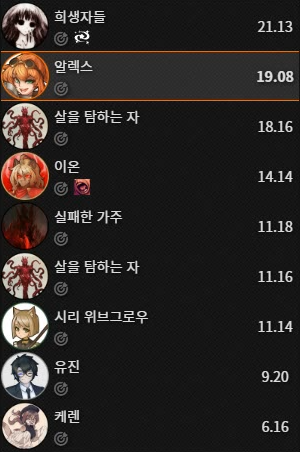 희생자들
21.13
알렉스
19.08
살을 탐하는 자
18.16
이온
14.14
실패한 가주
11.18
살을 탐하는 자
11.16
시리 위브그로우
11.14
유진
9.20
케렌
6.16